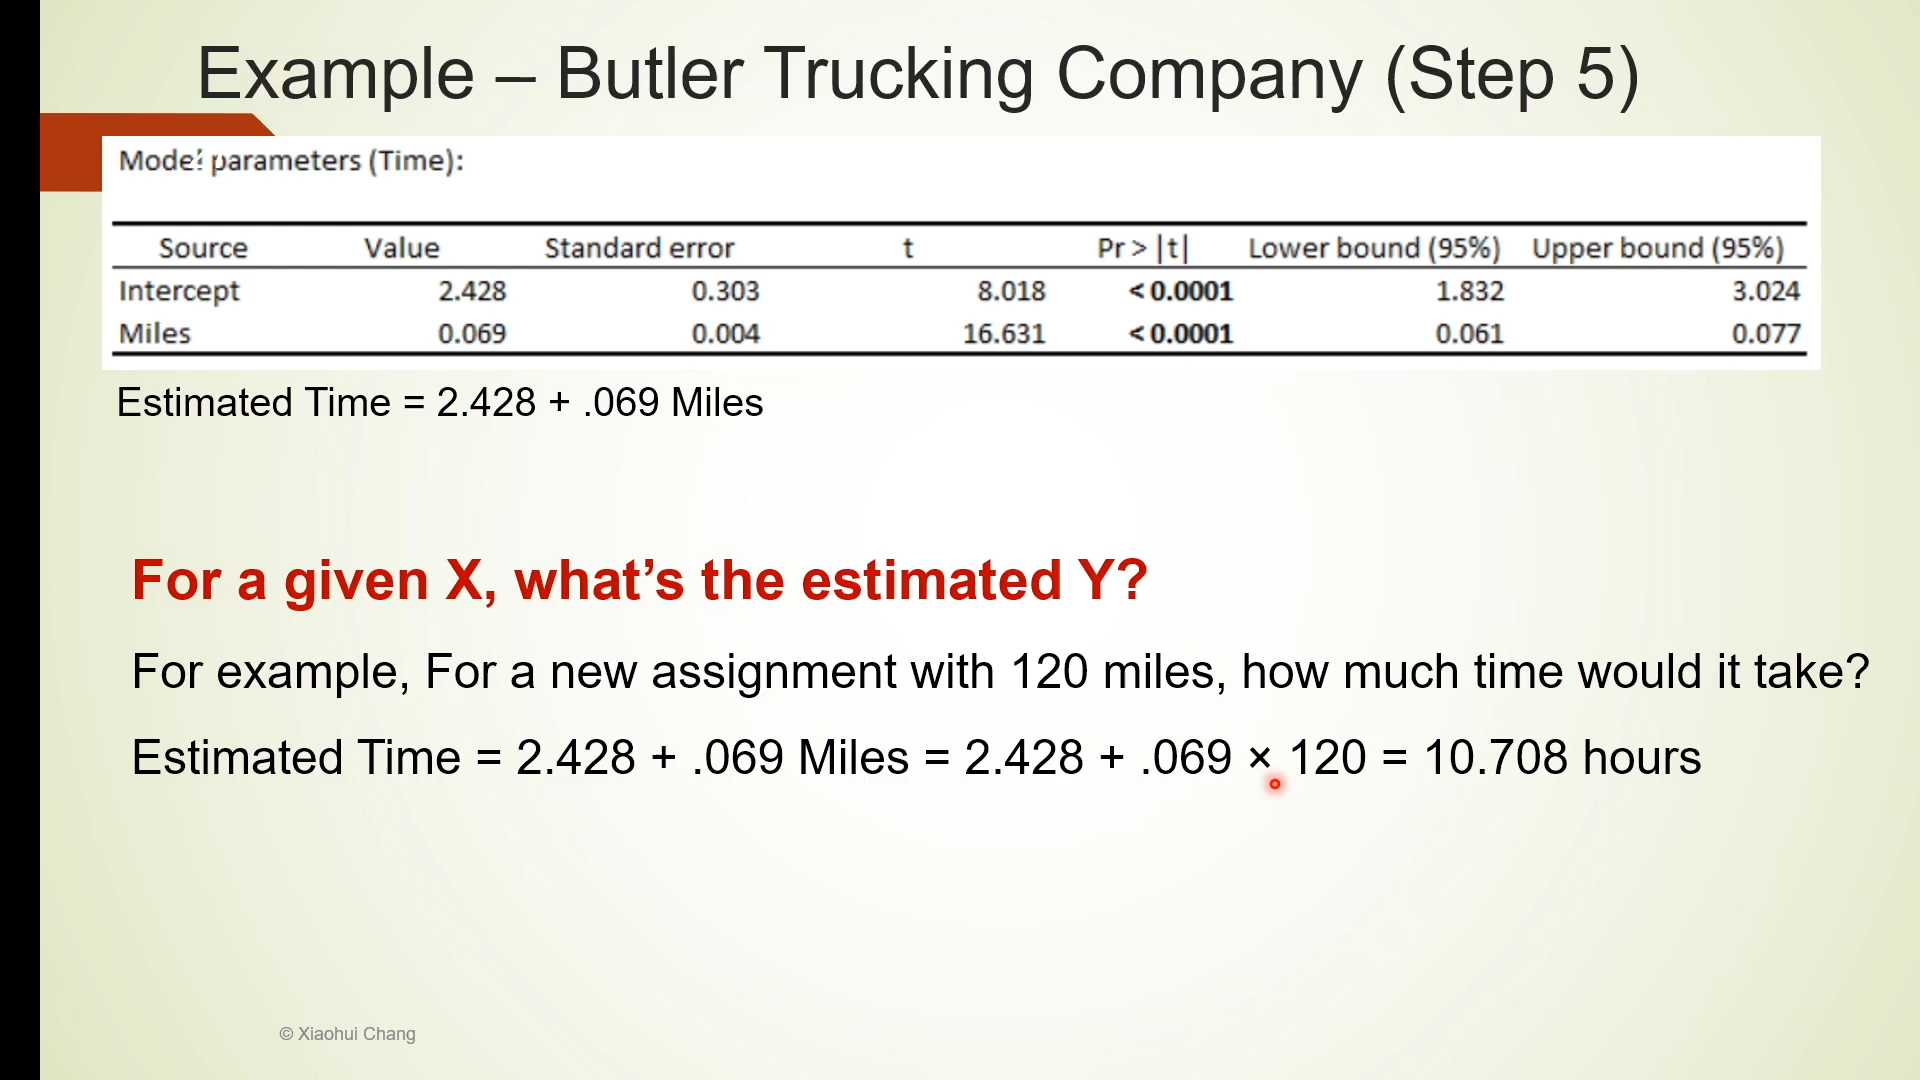 Example – Butler Trucking Company (Step 5)
Model parameters (Time):
Source Value Standard error t Pr > |t| Lower bound (95%) Upper bound (95%)
Intercept 2.428 0.303 8.018 < 0.0001 1.832 3.024
Miles 0.069 0.004 16.631 < 0.0001 0.061 0.077
Estimated Time = 2.428 + .069 Miles
For a given X, what’s the estimated Y?
For example, For a new assignment with 120 miles, how much time would it take?
Estimated Time = 2.428 + .069 Miles = 2.428 + .069 × 120 = 10.708 hours
© Xiaohui Chang